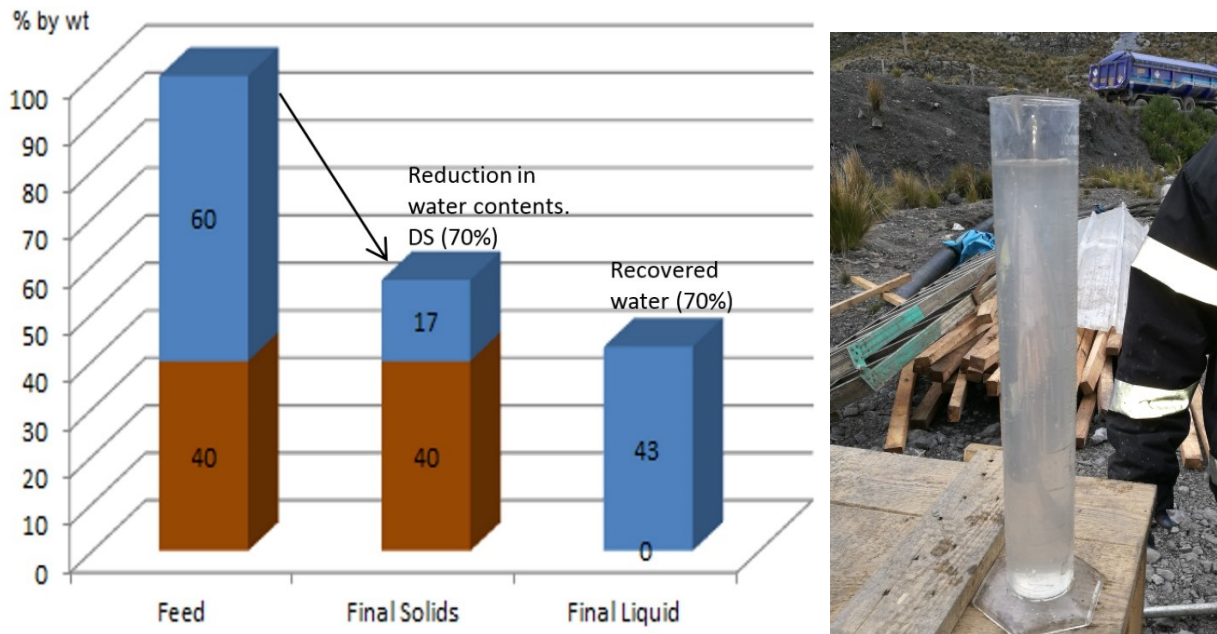 % by wt
100
90
80
70
60
50
40
30
20
10
0
60
40
Reduction in
water contents.
DS (70%)
17
40
Recovered
water (70%)
43
0
Feed
Final Solids
Final Liquid